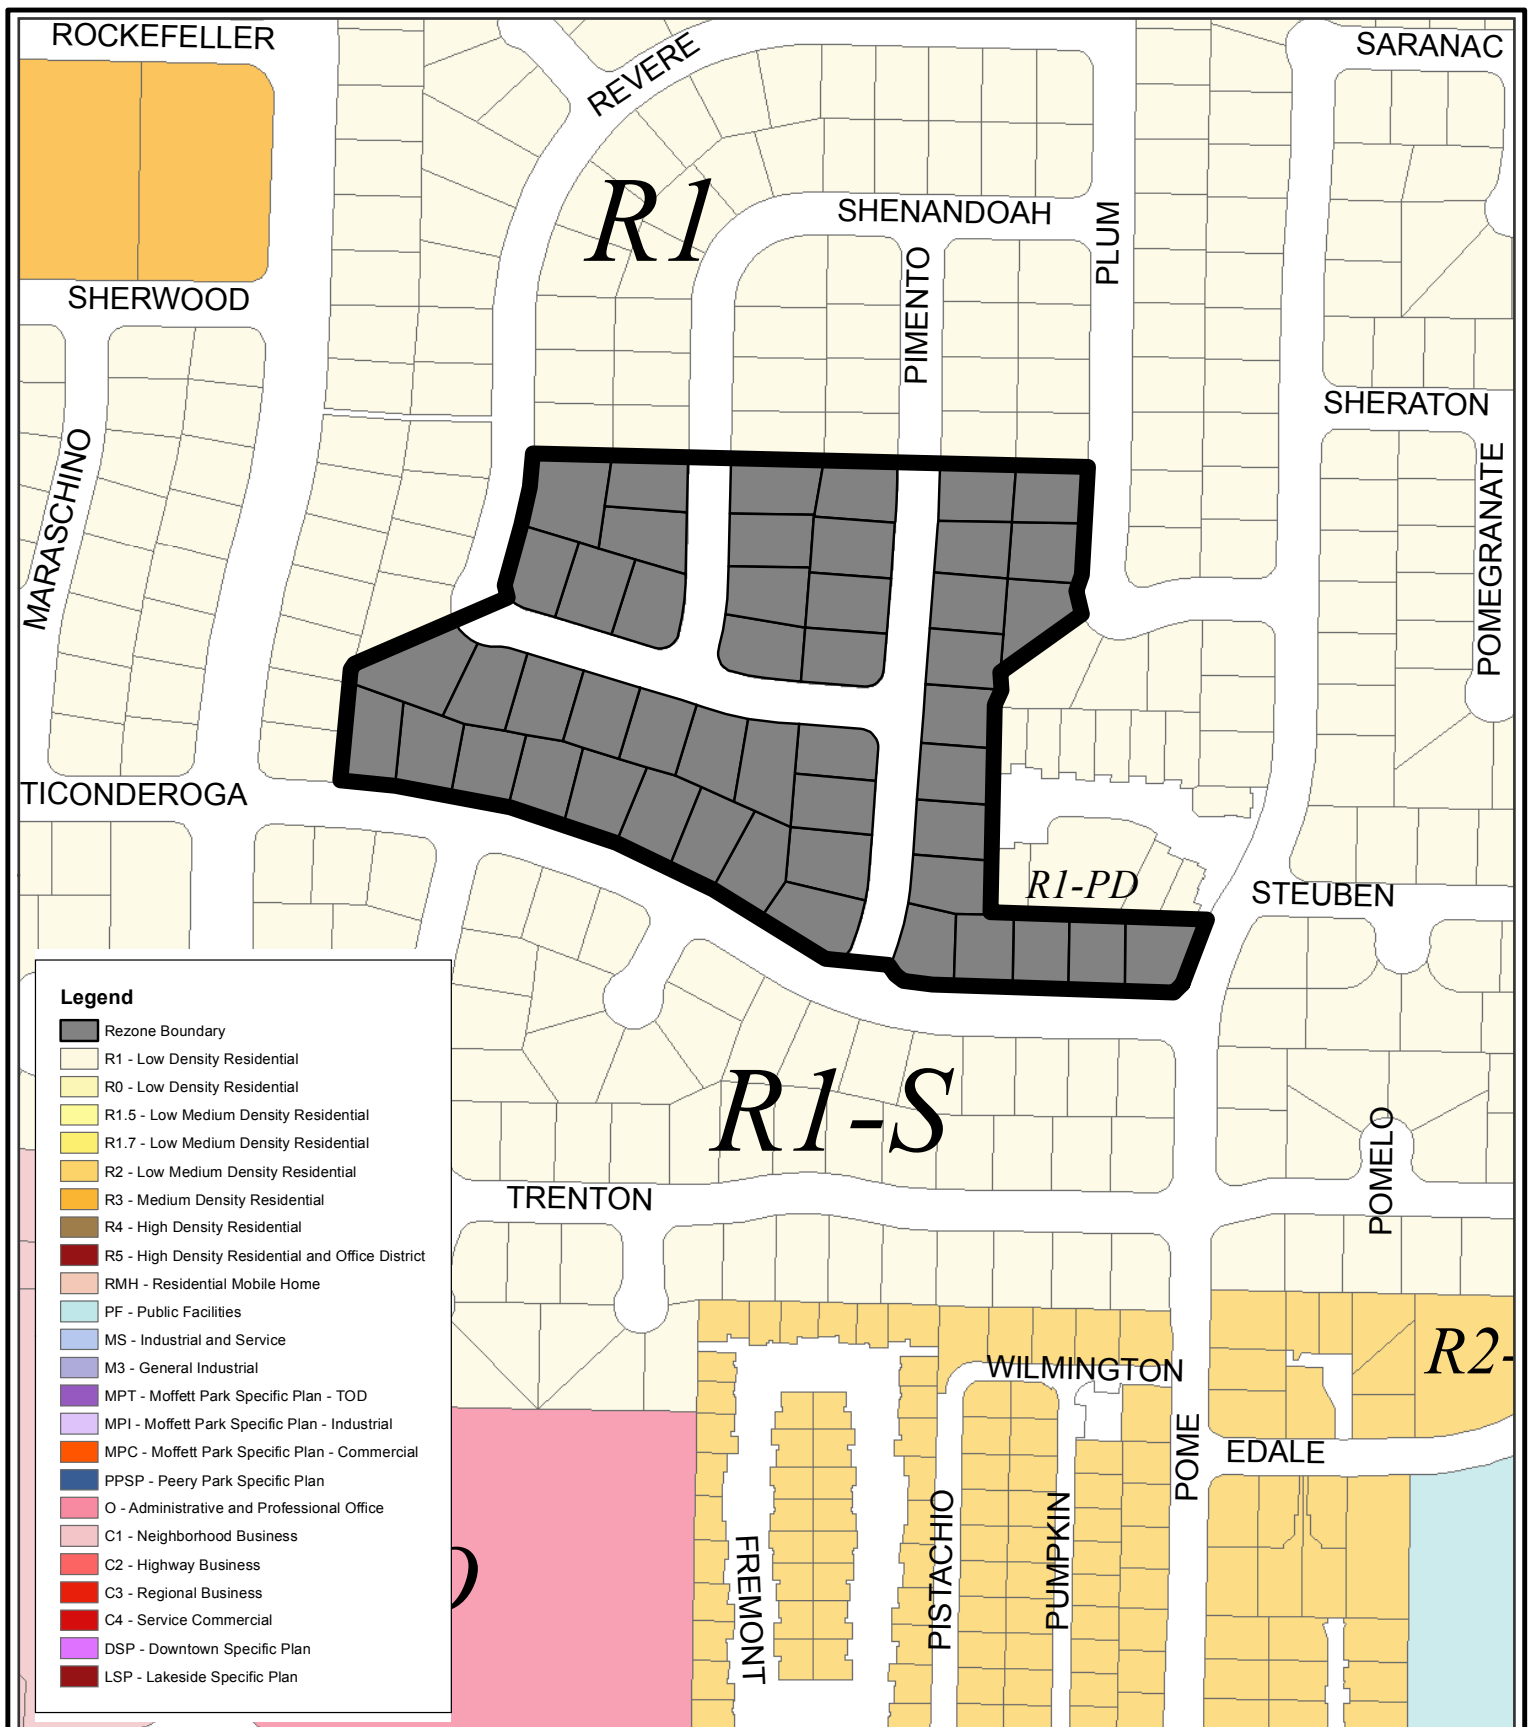 ROCKEFELLER
REVERE
SARANAC
R1
SHENANDOAH
PLUM
SHERWOOD
PIMENTO
SHERATON
MARASCHINO
POMEGRANATE
TICONDEROGA
R1-PD
STEUBEN
R1-S
POMELO
TRENTON
R2-
WILMINGTON
POME
EDALE
PISTACHIO
PUMPKIN
FREMONT
Legend
Rezone Boundary
R1 - Low Density Residential
R0 - Low Density Residential
R1.5 - Low Medium Density Residential
R1.7 - Low Medium Density Residential
R2 - Low Medium Density Residential
R3 - Medium Density Residential
R4 - High Density Residential
R5 - High Density Residential and Office District
RMH - Residential Mobile Home
PF - Public Facilities
MS - Industrial and Service
M3 - General Industrial
MPT - Moffett Park Specific Plan - TOD
MPI - Moffett Park Specific Plan - Industrial
MPC - Moffett Park Specific Plan - Commercial
PPSP - Peery Park Specific Plan
O - Administrative and Professional Office
C1 - Neighborhood Business
C2 - Highway Business
C3 - Regional Business
C4 - Service Commercial
DSP - Downtown Specific Plan
LSP - Lakeside Specific Plan